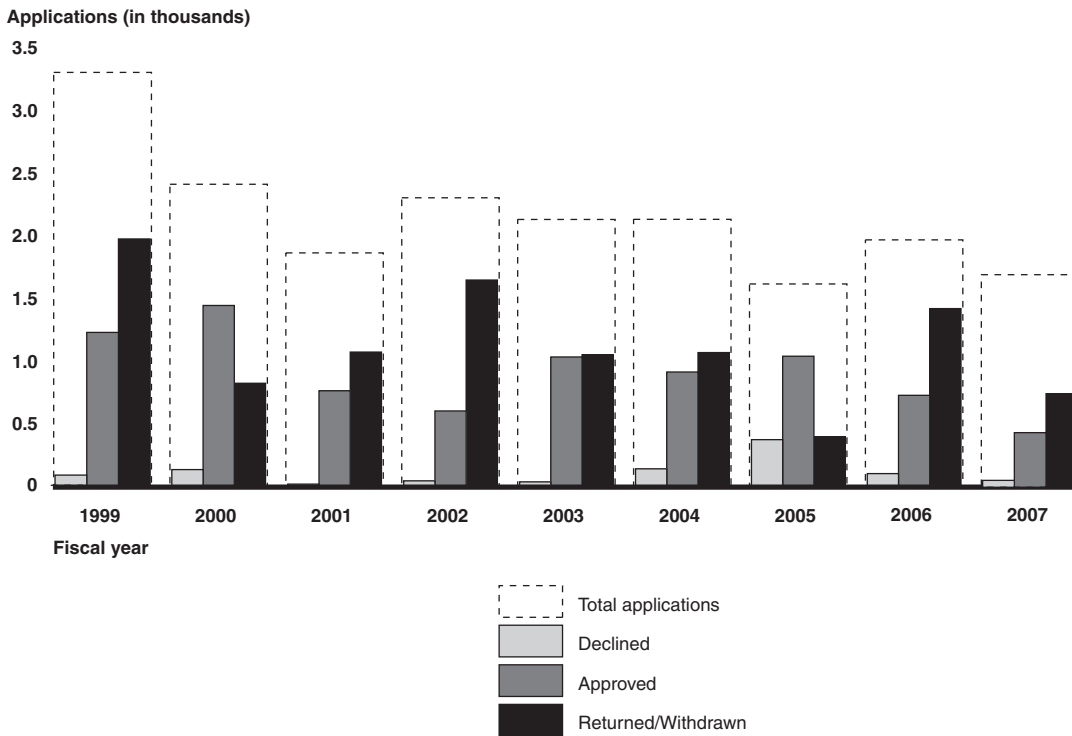 Applications (in thousands)
3.5
3.0
2.5
2.0
1.5
1.0
0.5
0
1999 2000 2001 2002 2003 2004 2005 2006 2007
Fiscal year
Total applications
Declined
Approved
Returned/Withdrawn